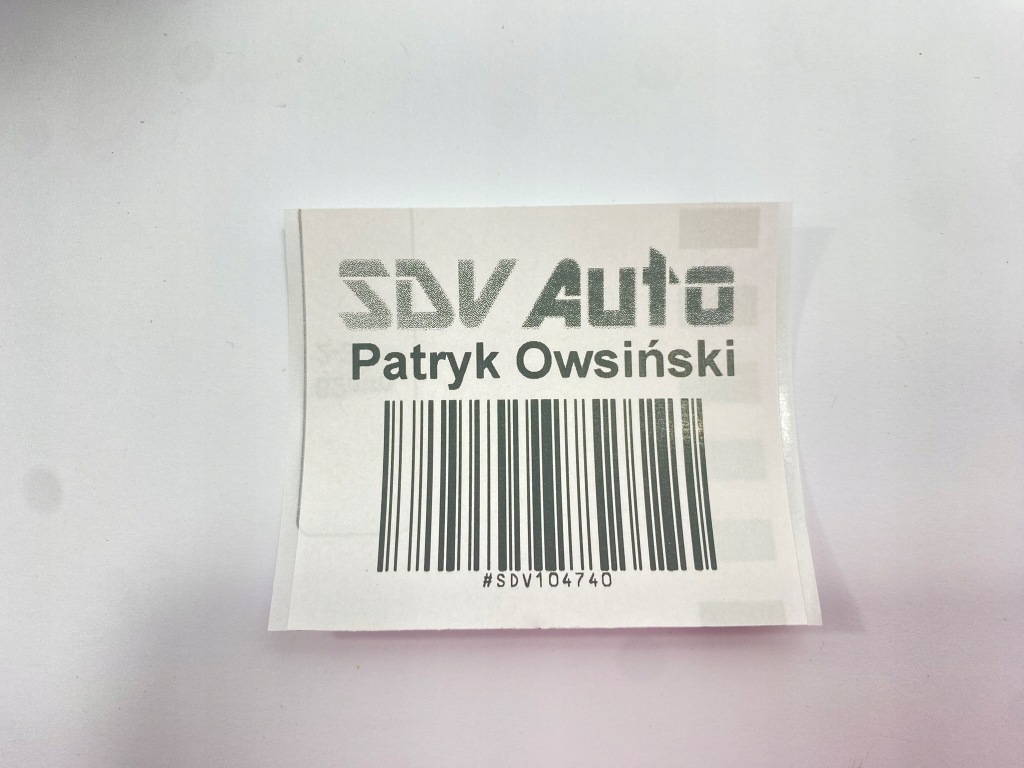 SDV Auto
Patryk Owsiński
#SDV104740